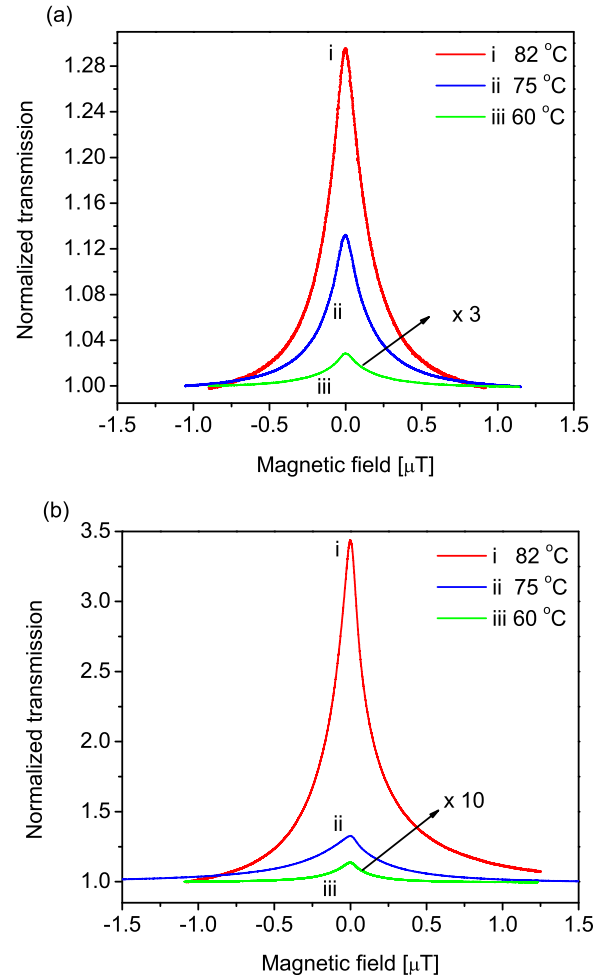 (a)
i 82 °C
ii 75 °C
iii 60 °C
1.28
1.24
1.20
1.16
1.12
1.08
1.04
1.00
Normalized transmission
i
ii
iii
x 3
-1.5 -1.0 -0.5 0.0 0.5 1.0 1.5
Magnetic field [μT]
(b)
i 82 °C
ii 75 °C
iii 60 °C
3.5
3.0
2.5
2.0
1.5
1.0
Normalized transmission
i
ii
iii
x 10
-1.5 -1.0 -0.5 0.0 0.5 1.0 1.5
Magnetic field [μT]